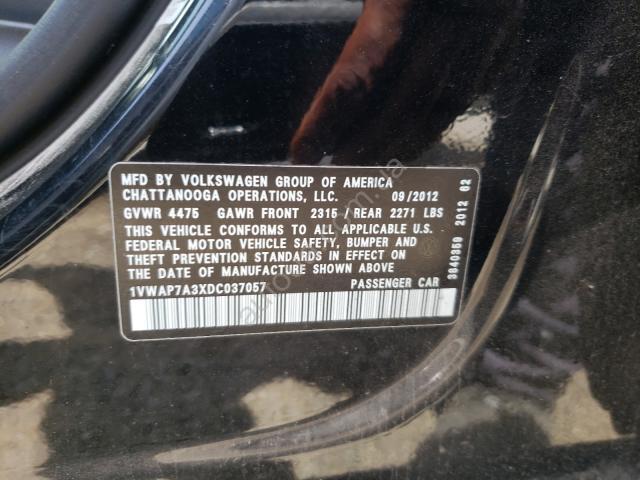 MFD BY VOLKSWAGEN GROUP OF AMERICA
CHATTANOOGA OPERATIONS, LLC. 09/2012
GVWR 4475 GAWR FRONT 2315 / REAR 2271 LBS
THIS VEHICLE CONFORMS TO ALL APPLICABLE U.S.
FEDERAL MOTOR VEHICLE SAFETY, BUMPER AND
THEFT PREVENTION STANDARDS IN EFFECT ON
THE DATE OF MANUFACTURE SHOWN ABOVE
1VWAP7A3XDC037057 PASSENGER CAR
3840359 2012 82